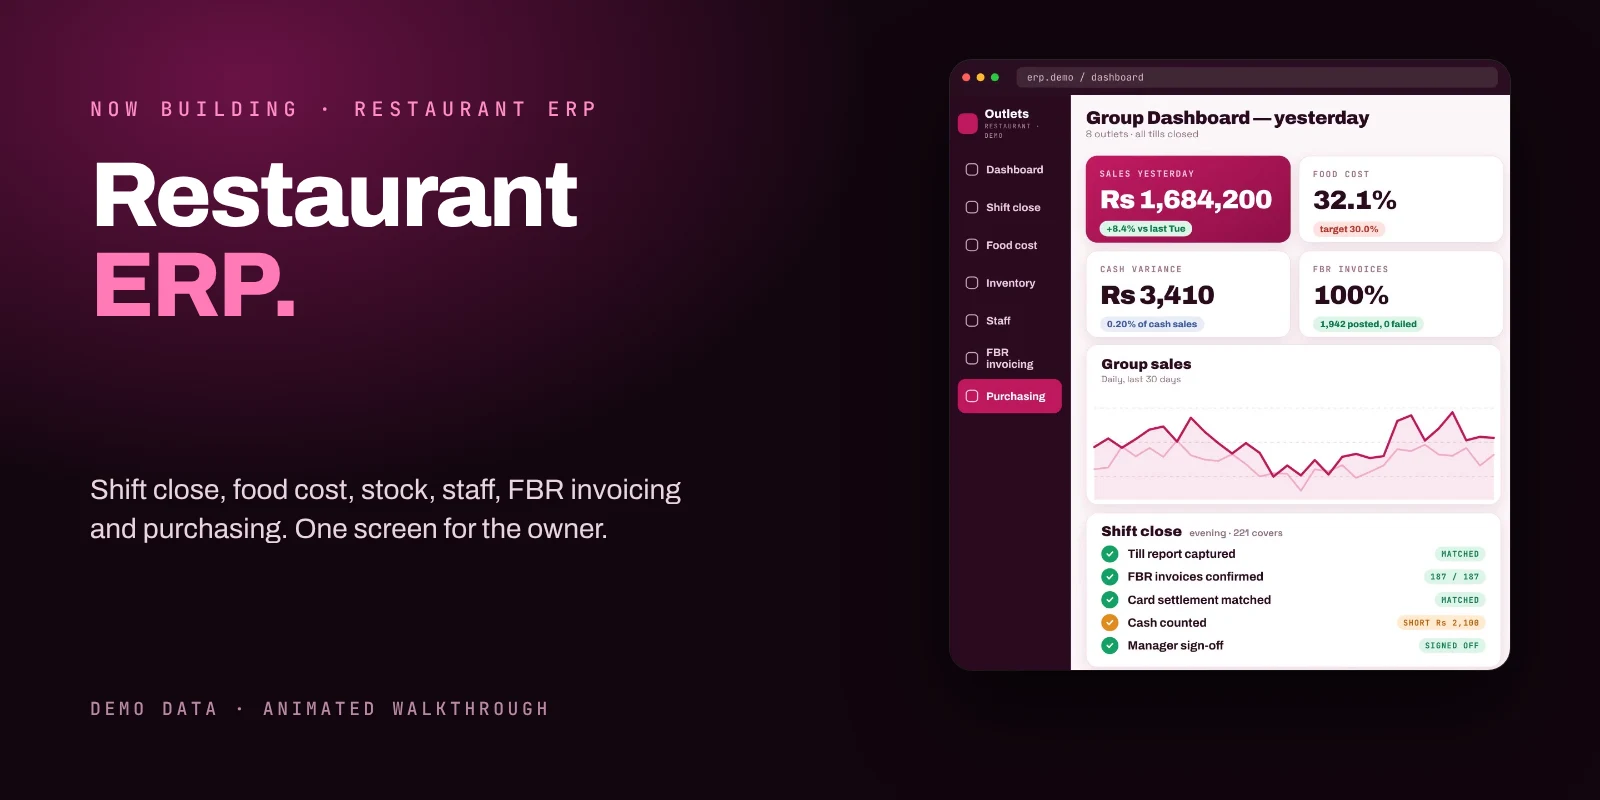 NOW BUILDING · RESTAURANT ERP
Restaurant
ERP.
Shift close, food cost, stock, staff, FBR invoicing
and purchasing. One screen for the owner.
DEMO DATA · ANIMATED WALKTHROUGH
erp.demo / dashboard
Outlets
RESTAURANT ·
DEMO
Dashboard
Shift close
Food cost
Inventory
Staff
FBR
invoicing
Purchasing
Group Dashboard — yesterday
8 outlets · all tills closed
SALES YESTERDAY
Rs 1,684,200
+8.4% vs last Tue
FOOD COST
32.1%
target 30.0%
CASH VARIANCE
Rs 3,410
0.20% of cash sales
FBR INVOICES
100%
1,942 posted, 0 failed
Group sales
Daily, last 30 days
Shift close evening · 221 covers
Till report captured MATCHED
FBR invoices confirmed 187 / 187
Card settlement matched MATCHED
Cash counted SHORT Rs 2,100
Manager sign-off SIGNED OFF